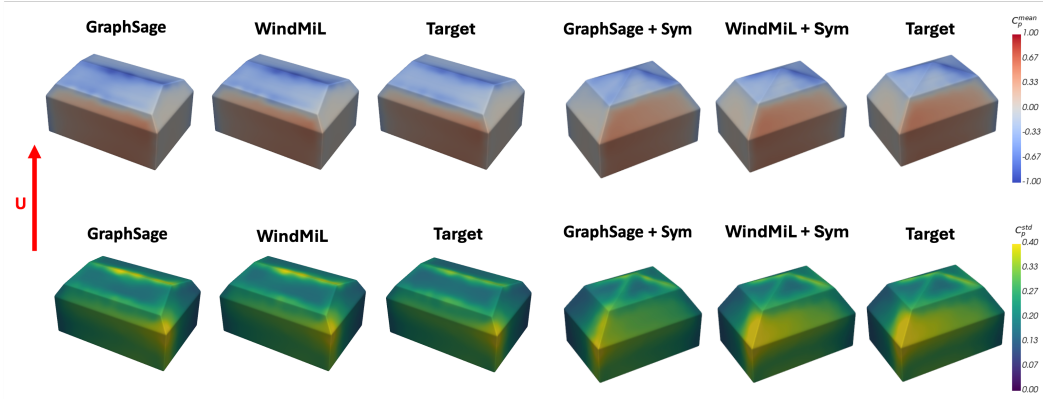 GraphSage WindMiL Target GraphSage + Sym WindMiL + Sym Target
C_p^mean
1.00
0.67
0.33
0.00
-0.33
-0.67
-1.00
U
GraphSage WindMiL Target GraphSage + Sym WindMiL + Sym Target
C_p^std
0.40
0.33
0.27
0.20
0.13
0.07
0.00